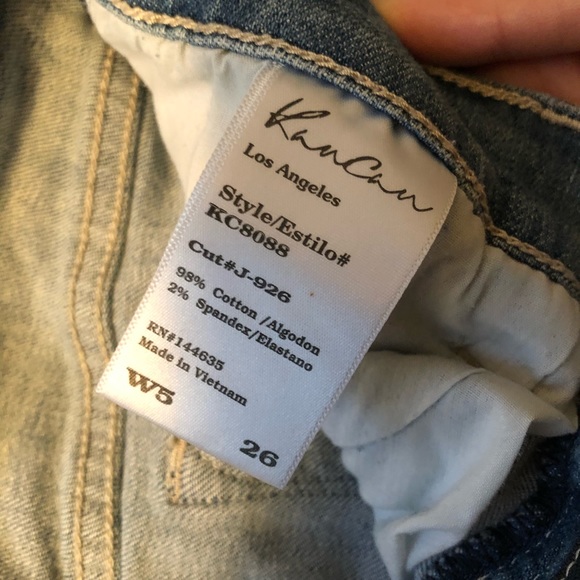 KanCan
Los Angeles
Style/Estilo#
KC8088
Cut#J-926
98% Cotton /Algodon
2% Spandex/Elastano
RN#144635
Made in Vietnam
W5
26